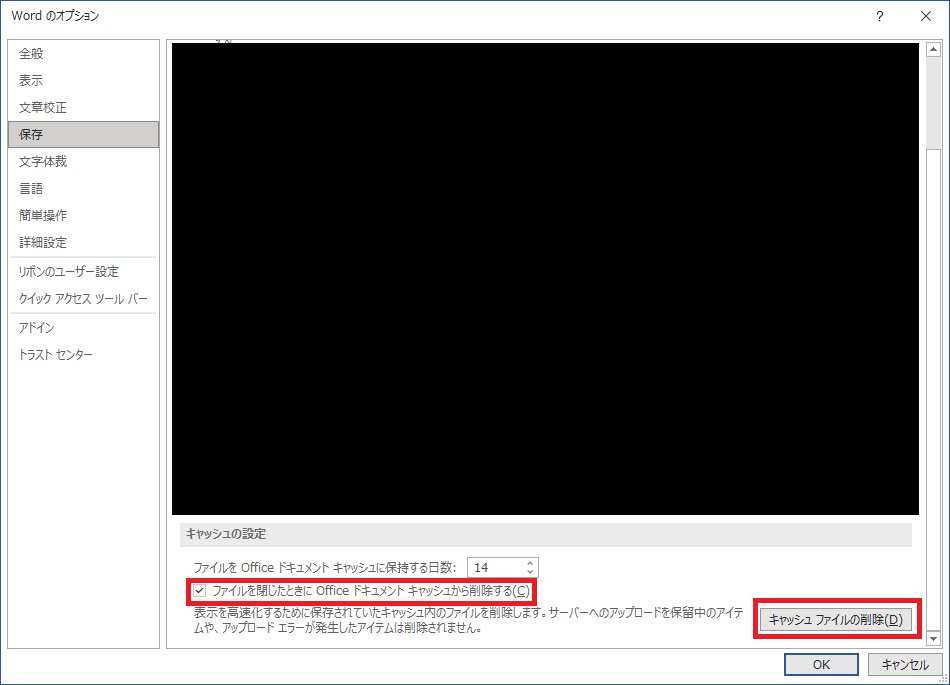 Word のオプション
?
全般
表示
文章校正
保存
文字体裁
言語
簡単操作
詳細設定
リボンのユーザー設定
クイック アクセス ツール バー
アドイン
トラスト センター
キャッシュの設定
ファイルを Office ドキュメント キャッシュに保持する日数: 14
ファイルを閉じたときに Office ドキュメント キャッシュから削除する(C)
表示を高速化するために保存されていたキャッシュ内のファイルを削除します。サーバーへのアップロードを保留中のアイテ
ムや、アップロード エラーが発生したアイテムは削除されません。
キャッシュ ファイルの削除(D)
OK
キャンセル